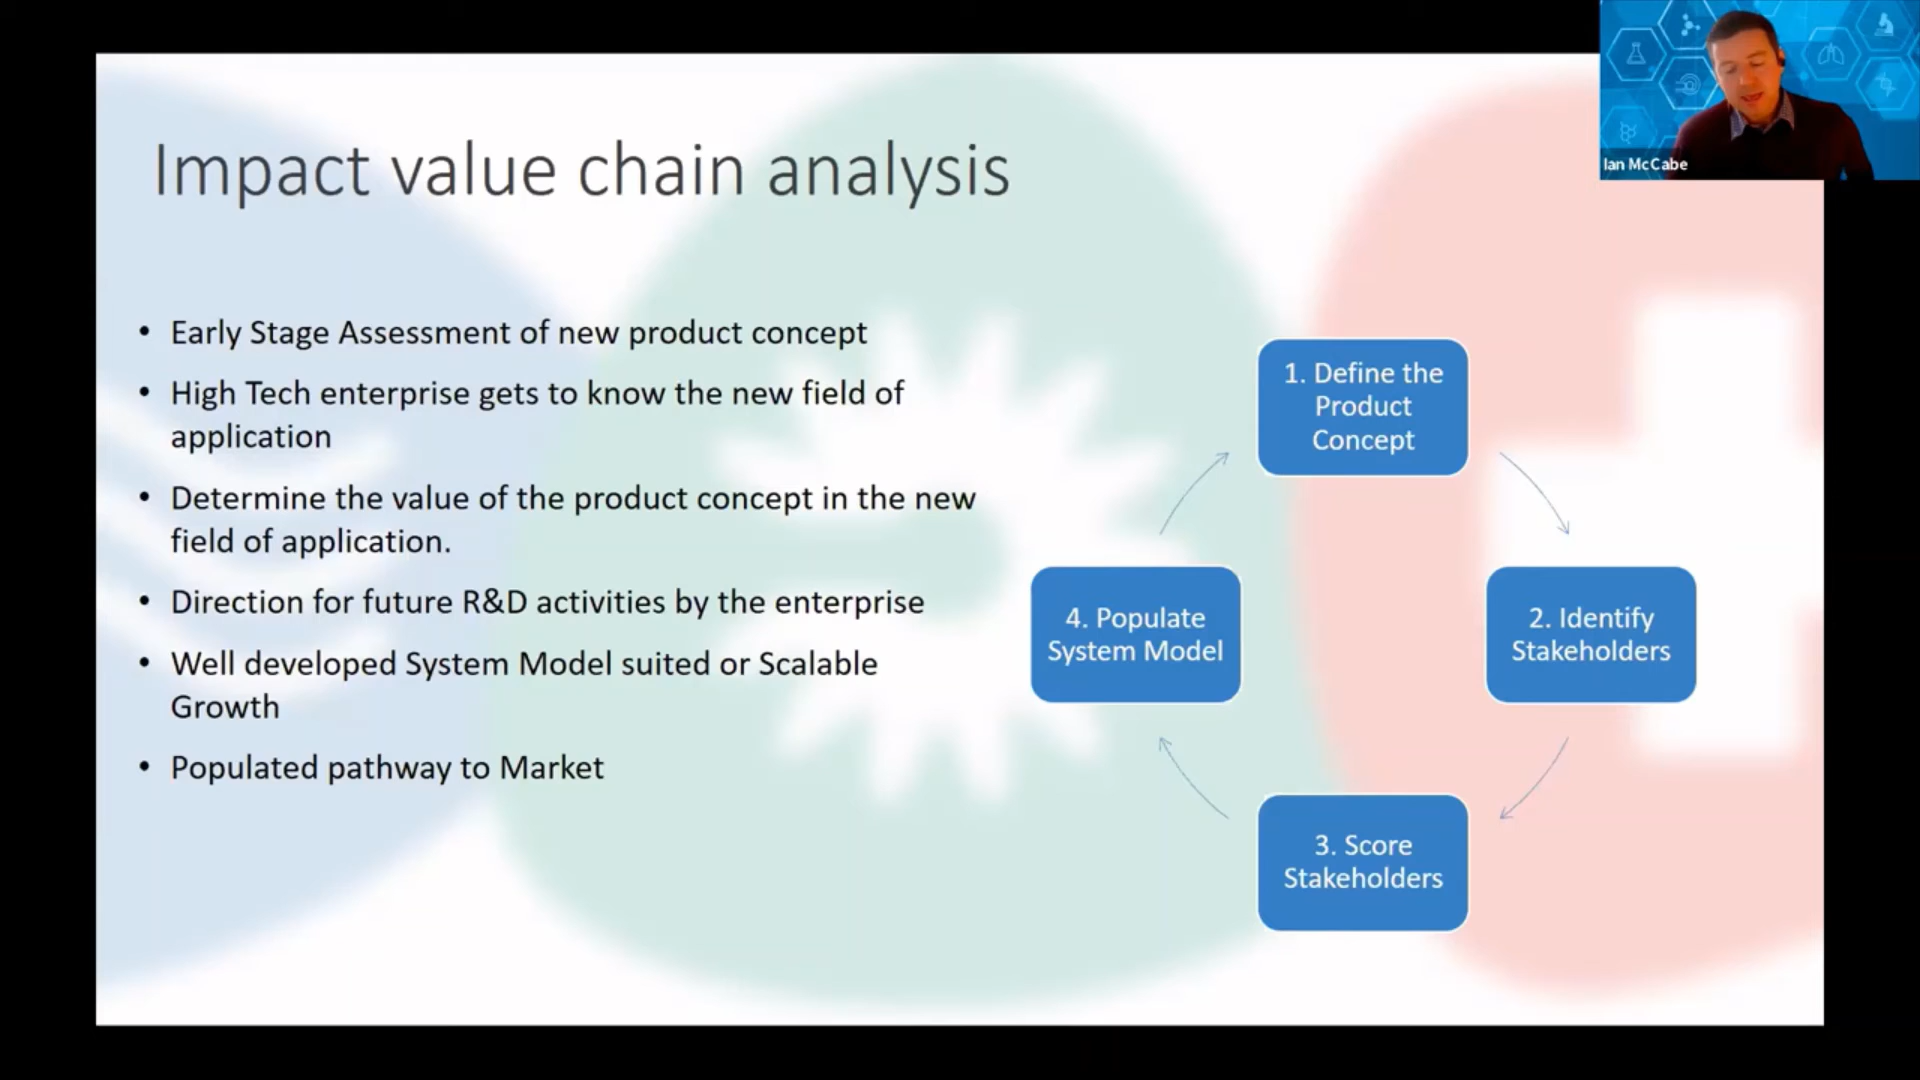 Ian McCabe
Impact value chain analysis
• Early Stage Assessment of new product concept
• High Tech enterprise gets to know the new field of
application
• Determine the value of the product concept in the new
field of application.
• Direction for future R&D activities by the enterprise
• Well developed System Model suited or Scalable
Growth
• Populated pathway to Market
1. Define the
Product
Concept
2. Identify
Stakeholders
3. Score
Stakeholders
4. Populate
System Model